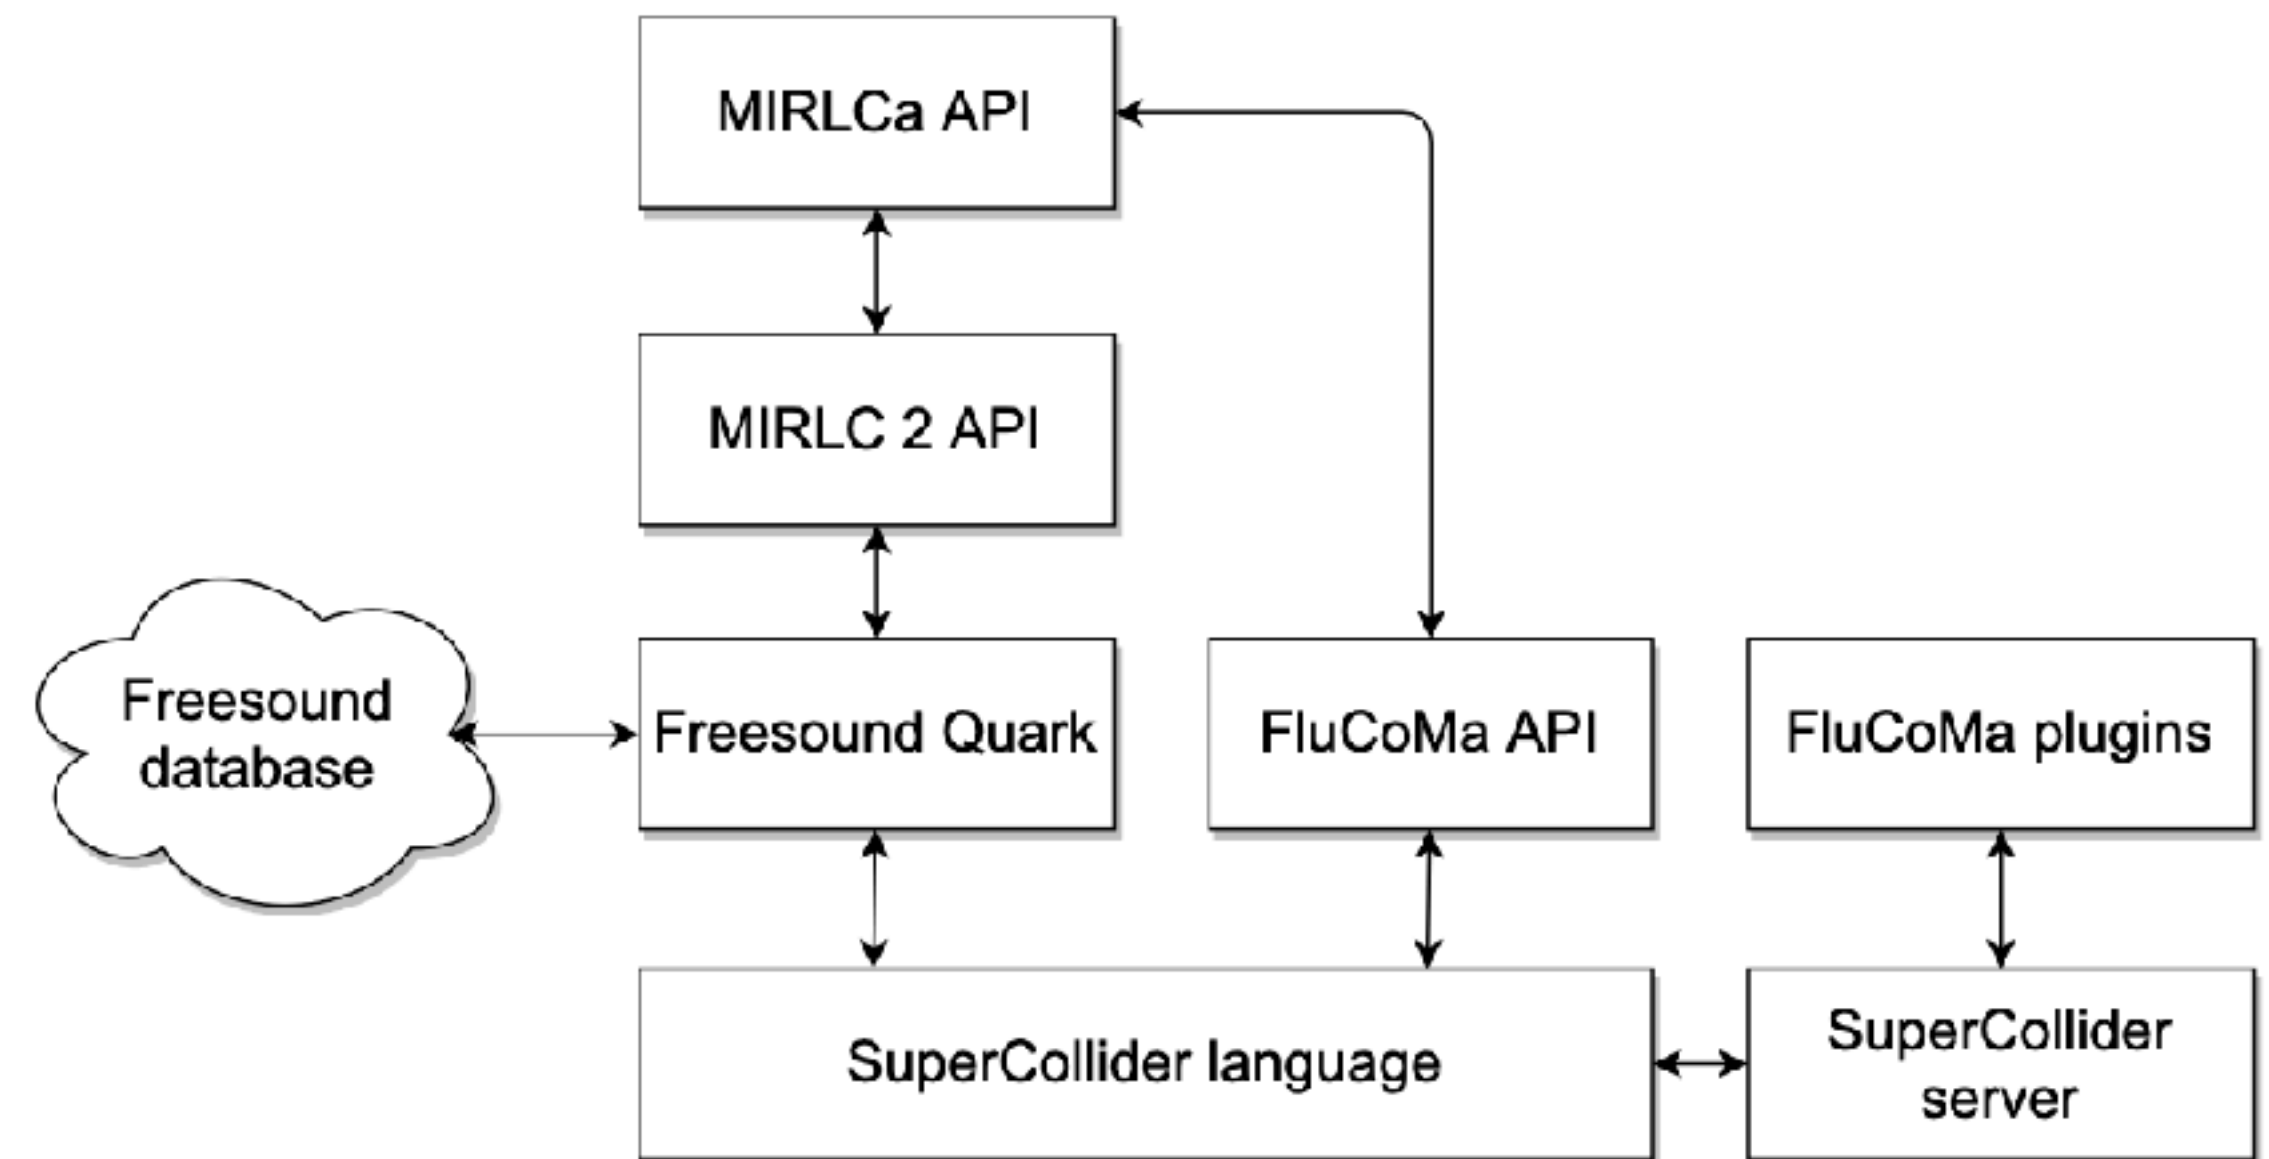 MIRLCa API
MIRLC 2 API
Freesound
database
Freesound Quark
FluCoMa API
FluCoMa plugins
SuperCollider language
SuperCollider
server